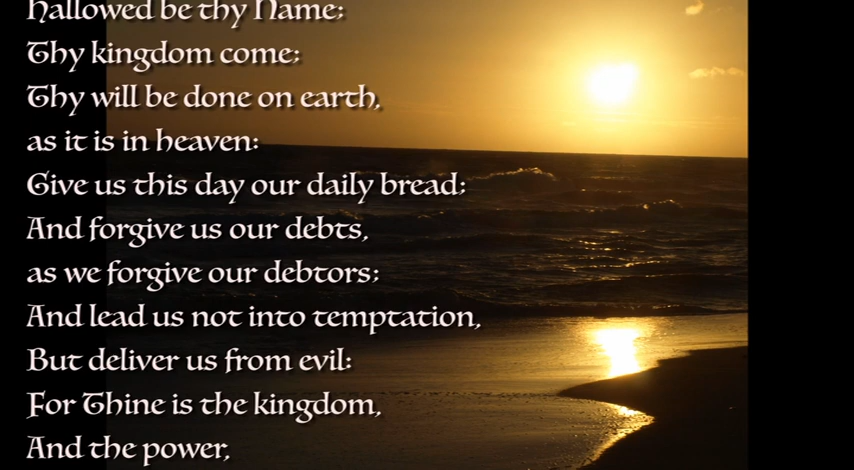 hallowed be thy Name:
Thy kingdom come:
Thy will be done on earth,
as it is in heaven:
Give us this day our daily bread:
And forgive us our debts,
as we forgive our debtors:
And lead us not into temptation,
But deliver us from evil:
For Thine is the kingdom,
And the power,